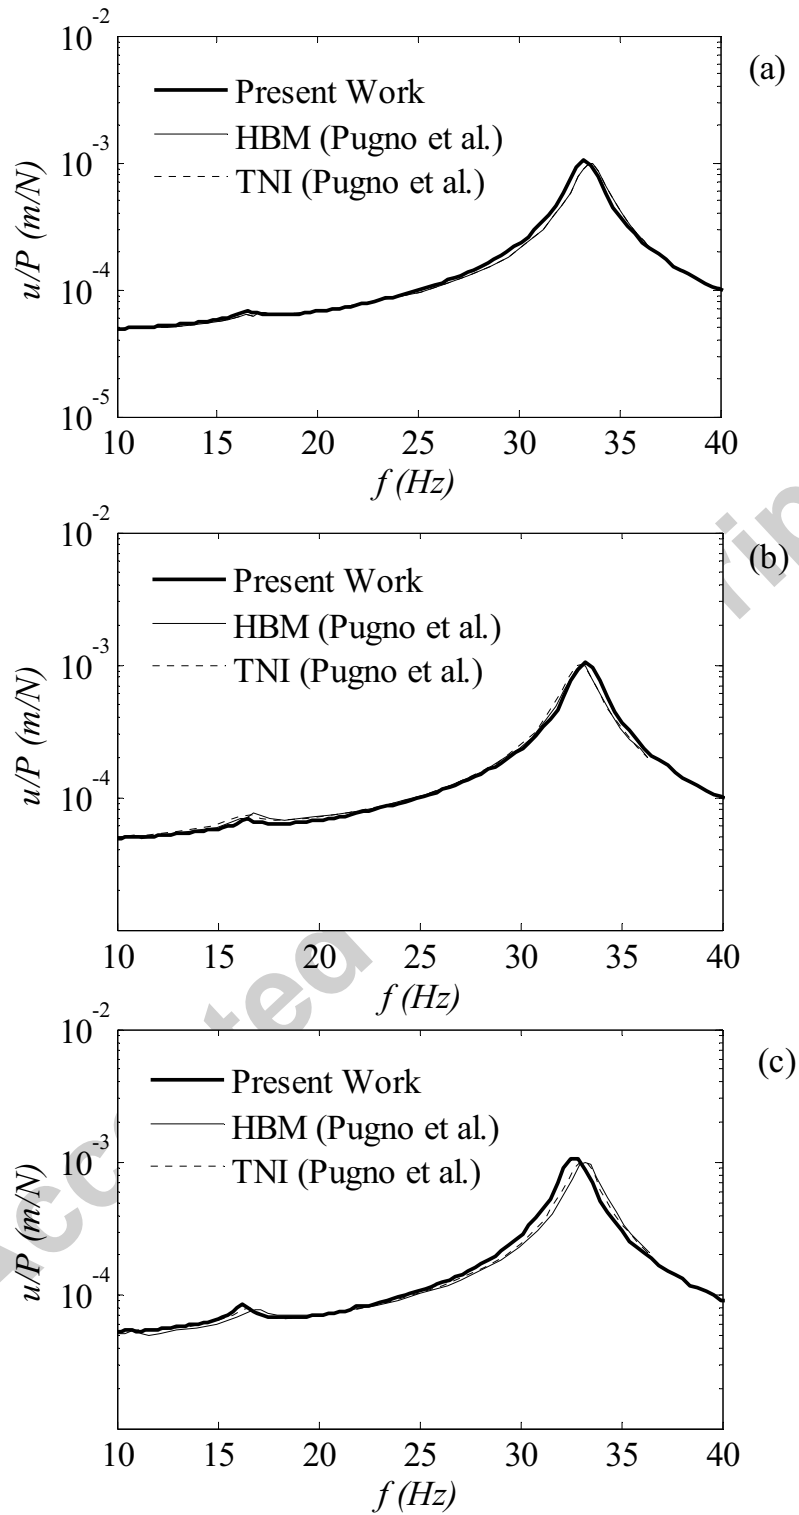 10^-2
(a)
Present Work
HBM (Pugno et al.)
TNI (Pugno et al.)
10^-3
u/P (m/N)
10^-4
10^-5
10 15 20 25 30 35 40
f (Hz)
10^-2
(b)
Present Work
HBM (Pugno et al.)
TNI (Pugno et al.)
10^-3
u/P (m/N)
10^-4
10 15 20 25 30 35 40
f (Hz)
10^-2
(c)
Present Work
HBM (Pugno et al.)
TNI (Pugno et al.)
10^-3
u/P (m/N)
10^-4
10 15 20 25 30 35 40
f (Hz)